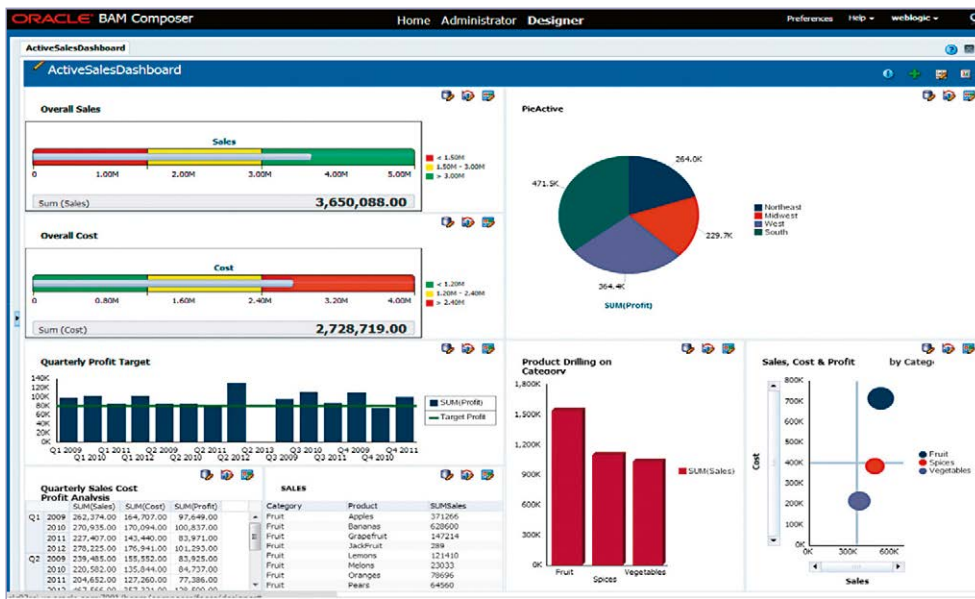 ORACLE BAM Composer Home Administrator Designer Preferences Help weblogic
ActiveSalesDashboard
ActiveSalesDashboard
Overall Sales
Sales
0 1.00M 2.00M 3.00M 4.00M 5.00M
< 1.50M
1.50M - 3.00M
> 3.00M
Sum (Sales) 3,650,088.00
Overall Cost
Cost
0 0.80M 1.60M 2.40M 3.20M 4.00M
< 1.20M
1.20M - 2.40M
> 2.40M
Sum (Cost) 2,728,719.00
PieActive
264.0K
471.5K
229.7K
364.4K
Northeast
Midwest
West
South
SUM(Profit)
Quarterly Profit Target
140K
120K
100K
80K
60K
40K
20K
0K
Q1 2009 Q1 2011 Q2 2009 Q2 2011 Q2 2013 Q3 2010 Q4 2009 Q4 2011
Q1 2010 Q1 2012 Q2 2010 Q2 2012 Q3 2009 Q3 2011 Q4 2010
SUM(Profit)
Target Profit
Product Drilling on
Category
1,800K
1,500K
1,200K
900K
600K
300K
0K
Fruit Spices Vegetables
SUM(Sales)
Sales, Cost & Profit by Catego
800K
700K
600K
500K
400K
300K
200K
100K
0K
0K 300K 600K
Cost
Sales
Fruit
Spices
Vegetables
Quarterly Sales Cost
Profit Analysis
SUM(Sales) SUM(Cost) SUM(Profit)
Q1 2009 262,374.00 164,707.00 97,649.00
2010 270,935.00 170,094.00 100,837.00
2011 227,407.00 143,440.00 83,971.00
2012 278,225.00 176,941.00 101,293.00
Q2 2009 239,485.00 155,552.00 83,925.00
2010 220,582.00 135,844.00 84,737.00
2011 204,652.00 127,260.00 77,386.00
SALES
Category Product SUMSales
Fruit Apples 371266
Fruit Bananas 628600
Fruit Grapefruit 147214
Fruit JackFruit 289
Fruit Lemons 121410
Fruit Melons 23033
Fruit Oranges 78696
Fruit Pears 64560